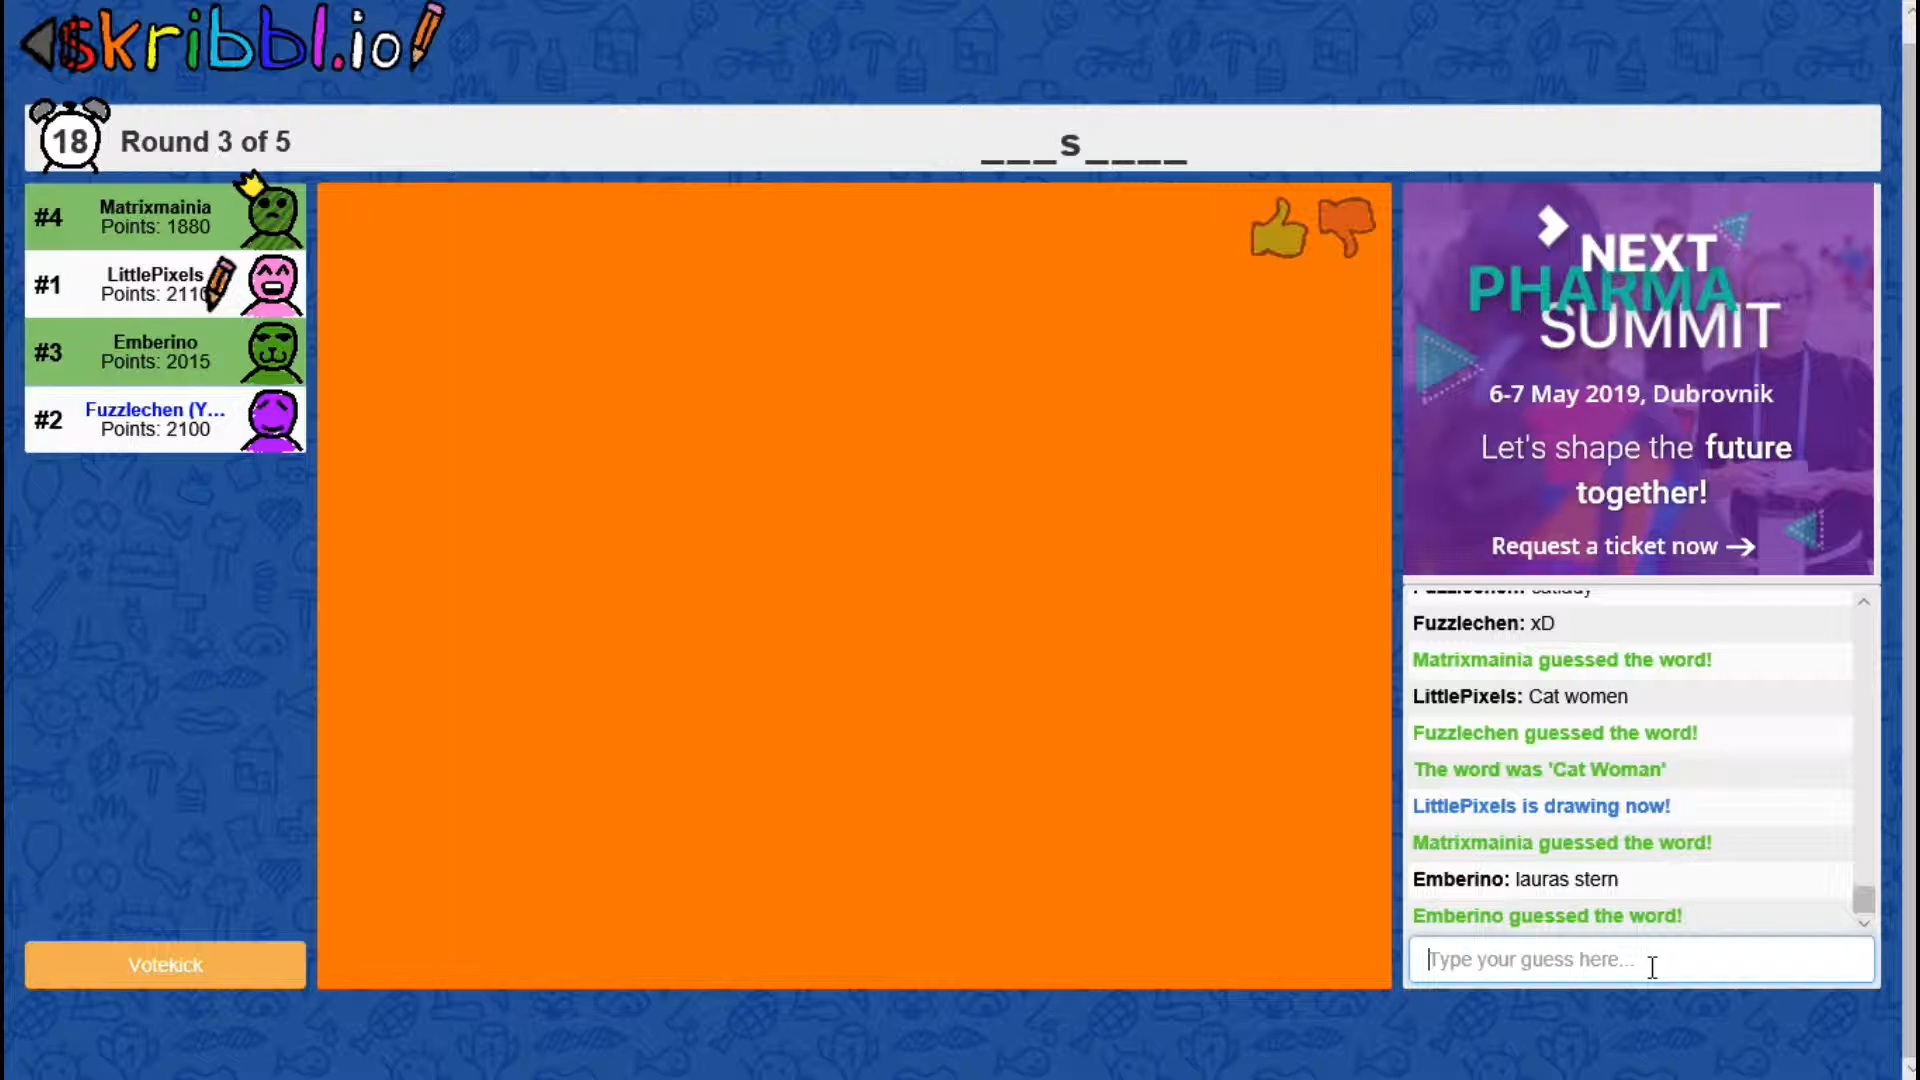 skribbl.io
18
Round 3 of 5
___s____
#4
Matrixmainia
Points: 1880
#1
LittlePixels
Points: 2110
#3
Emberino
Points: 2015
#2
Fuzzlechen (Y...
Points: 2100
Votekick
NEXT
PHARMA
SUMMIT
6-7 May 2019, Dubrovnik
Let's shape the future
together!
Request a ticket now
Fuzzlechen: xD
Matrixmainia guessed the word!
LittlePixels: Cat women
Fuzzlechen guessed the word!
The word was 'Cat Woman'
LittlePixels is drawing now!
Matrixmainia guessed the word!
Emberino: lauras stern
Emberino guessed the word!
Type your guess here...